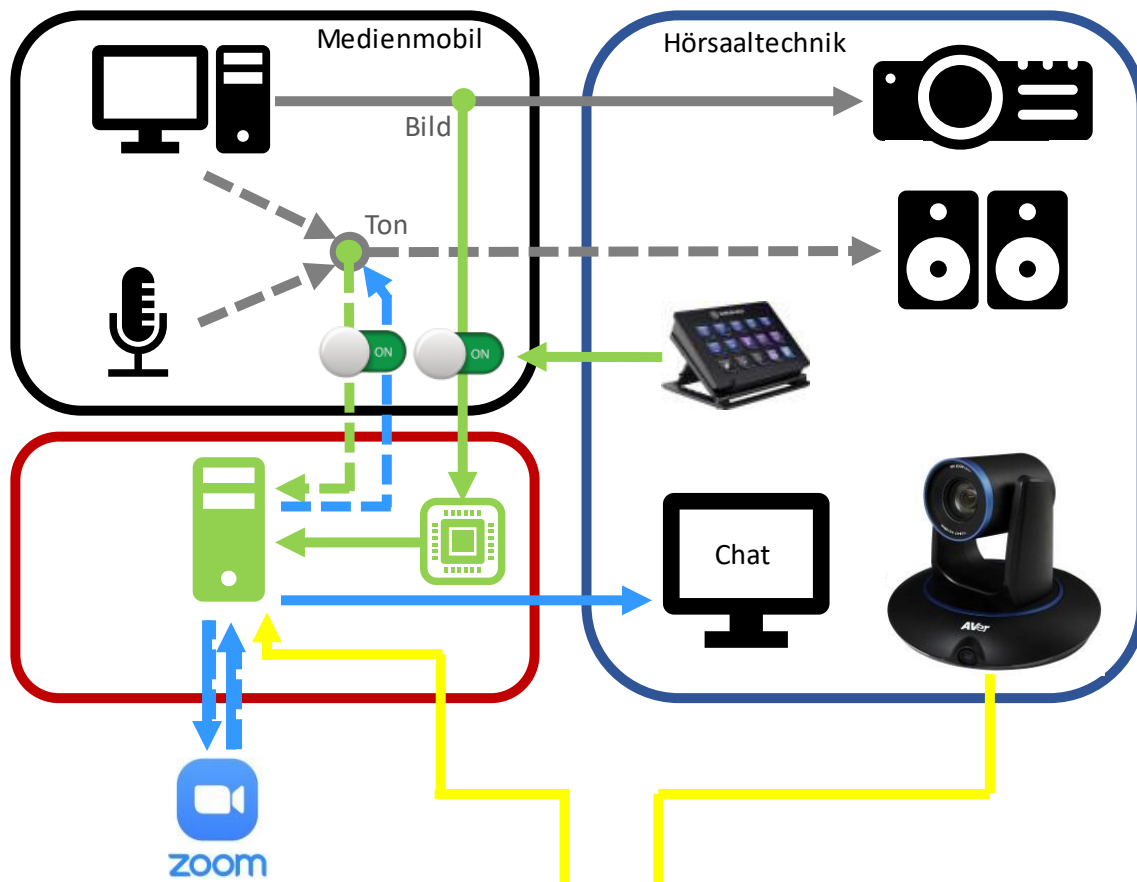 Medienmobil
Hörsaaltechnik
Bild
Ton
ON
ON
Chat
AVer
zoom